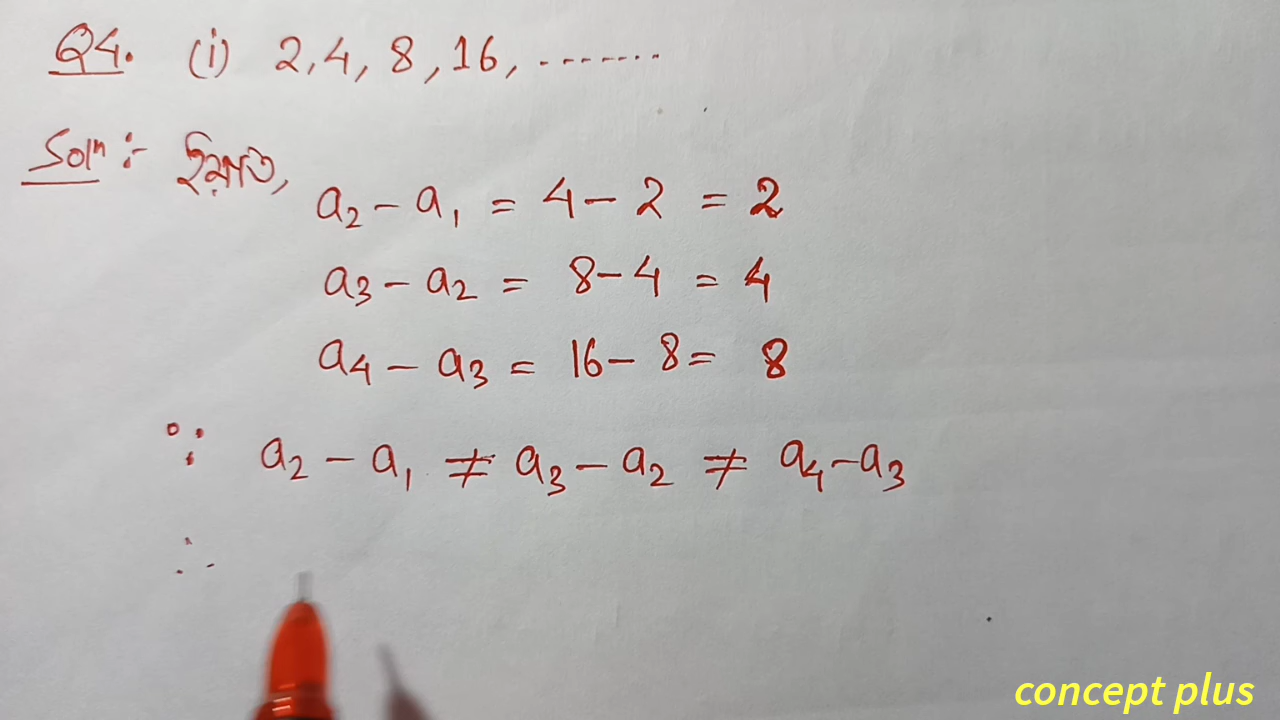 Q4. (i) 2, 4, 8, 16, .......
Solⁿ :- ইয়াত,
a₂ - a₁ = 4 - 2 = 2
a₃ - a₂ = 8 - 4 = 4
a₄ - a₃ = 16 - 8 = 8
∵ a₂ - a₁ ≠ a₃ - a₂ ≠ a₄ - a₃
∴
concept plus